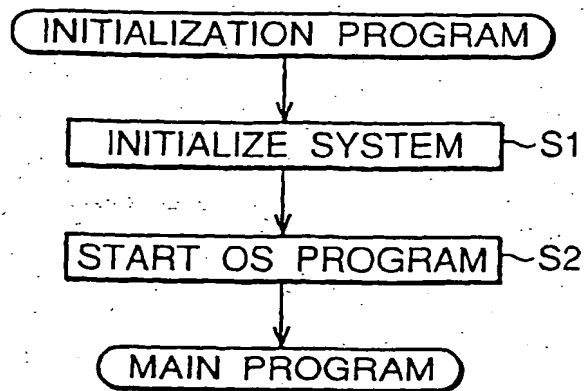 INITIALIZATION PROGRAM
INITIALIZE SYSTEM S1
START OS PROGRAM S2
MAIN PROGRAM